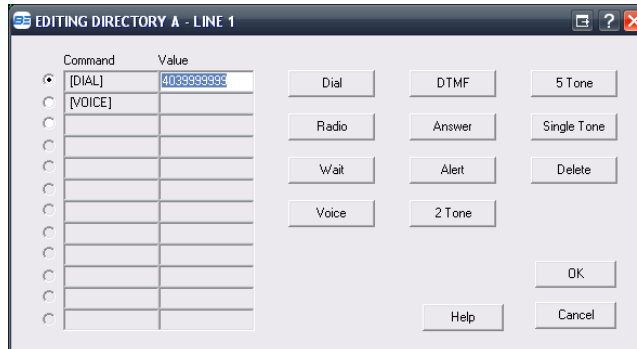 EDITING DIRECTORY A - LINE 1
Command Value
[DIAL] 4039999999
[VOICE]
Dial DTMF 5 Tone
Radio Answer Single Tone
Wait Alert Delete
Voice 2 Tone
OK
Help Cancel